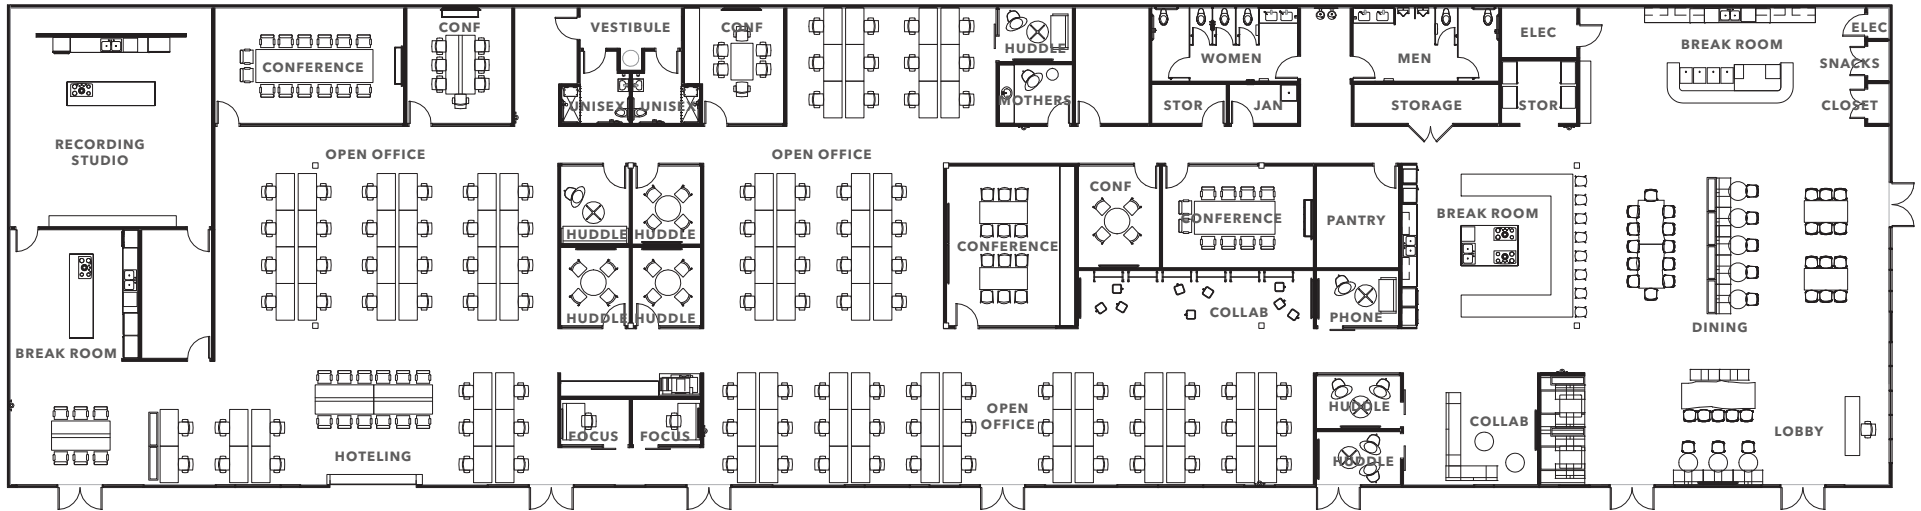 CONF
VESTIBULE
CONF
CONFERENCE
HUDDLE
WOMEN
MEN
ELEC
BREAK ROOM
ELEC
SNACKS
UNISEX
UNISEX
MOTHERS
STOR
JAN
STORAGE
STOR
CLOSET
RECORDING
STUDIO
OPEN OFFICE
OPEN OFFICE
HUDDLE
HUDDLE
CONFERENCE
CONF
CONFERENCE
PANTRY
BREAK ROOM
HUDDLE
HUDDLE
COLLAB
PHONE
DINING
BREAK ROOM
HOTELING
FOCUS
FOCUS
OPEN
OFFICE
HUDDLE
HUDDLE
COLLAB
LOBBY